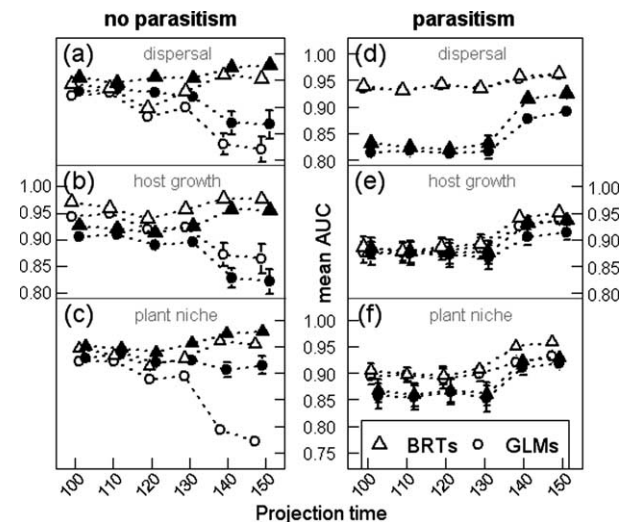 no parasitism
parasitism
(a)
dispersal
(d)
dispersal
1.00
0.95
0.90
0.85
0.80
(b)
host growth
1.00
0.95
0.90
0.85
0.80
(e)
host growth
1.00
0.95
0.90
0.85
0.80
mean AUC
(c)
plant niche
(f)
plant niche
1.00
0.95
0.90
0.85
0.80
0.75
BRTs
GLMs
100
110
120
130
140
150
100
110
120
130
140
150
Projection time